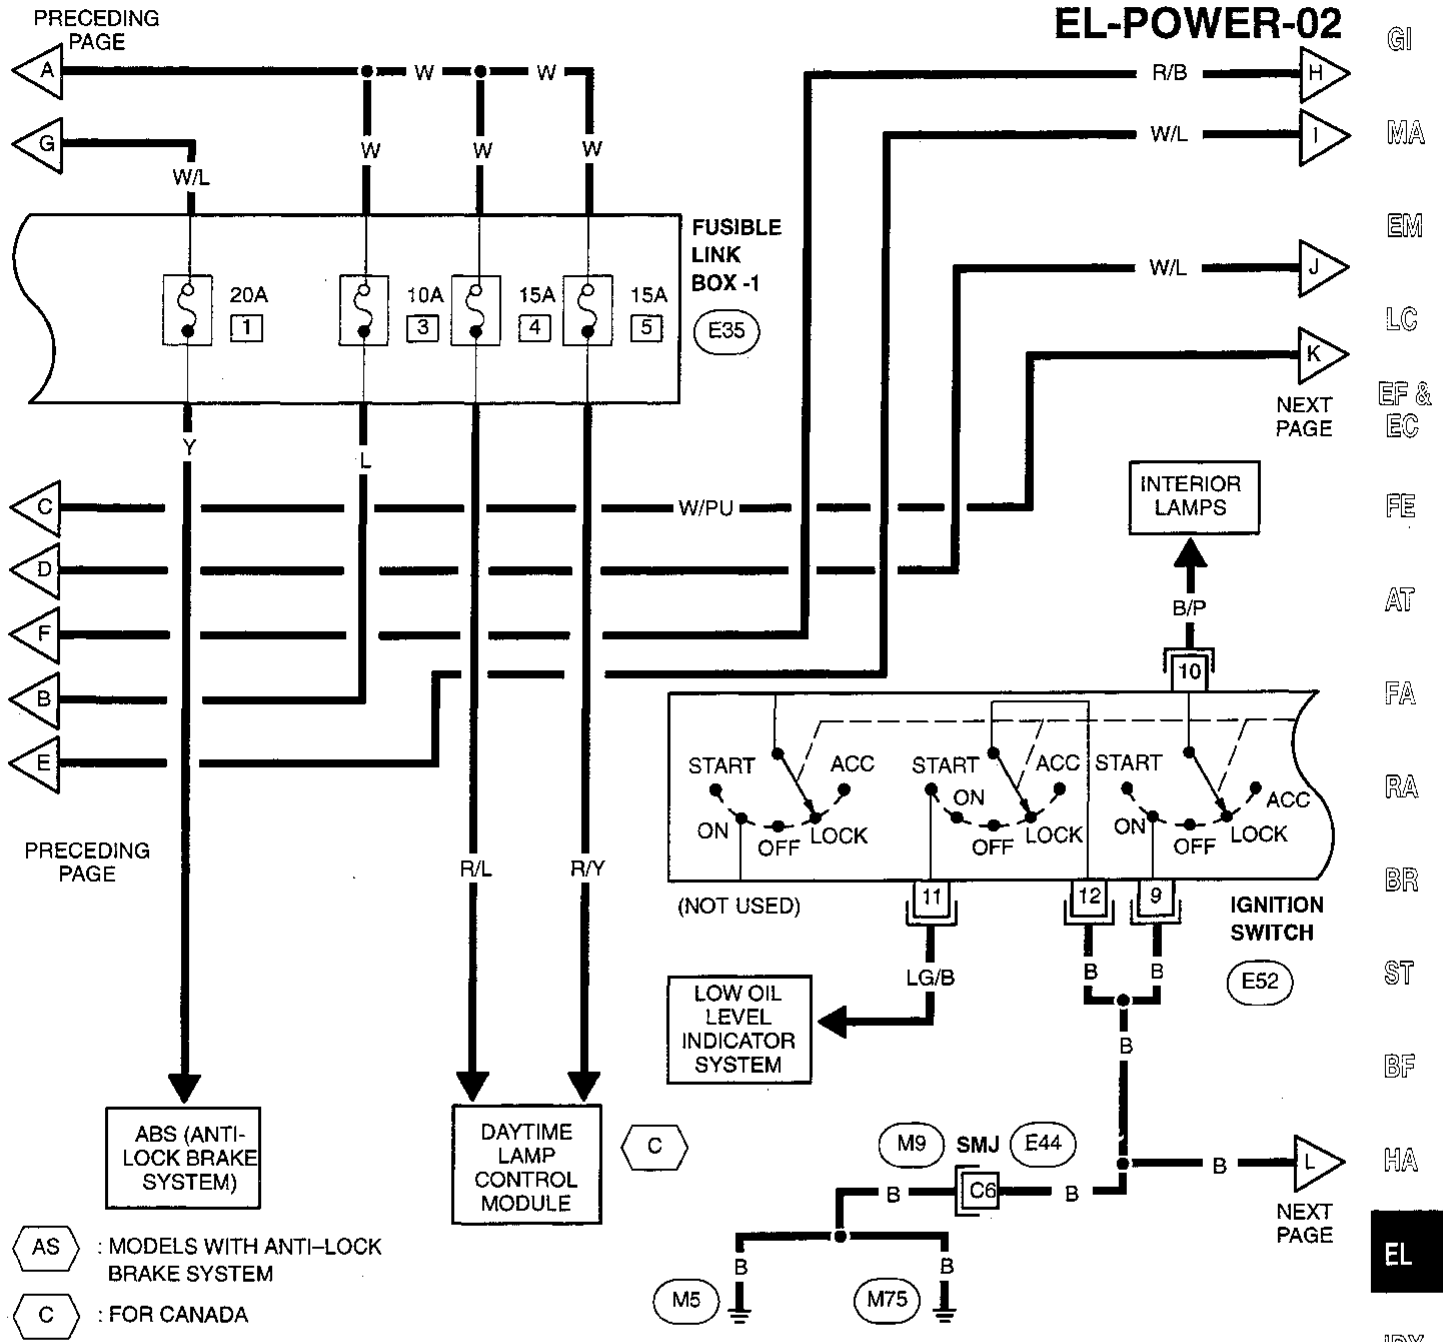 PRECEDING
PAGE
EL-POWER-02
GI
A
W
W
R/B
H
G
W
W
W
W/L
I
MA
W/L
FUSIBLE
LINK
BOX -1
EM
20A
10A
15A
15A
W/L
J
1
3
4
5
E35
LC
K
NEXT
PAGE
EF &
EC
Y
L
C
W/PU
INTERIOR
LAMPS
FE
D
B/P
AT
F
B
10
FA
E
START
ACC
START
ACC
START
ON
ACC
RA
ON
OFF
LOCK
OFF
LOCK
ON
OFF
LOCK
PRECEDING
PAGE
R/L
R/Y
BR
(NOT USED)
11
12
9
IGNITION
SWITCH
LG/B
B
B
E52
ST
LOW OIL
LEVEL
INDICATOR
SYSTEM
B
BF
ABS (ANTI-
LOCK BRAKE
SYSTEM)
DAYTIME
LAMP
CONTROL
MODULE
C
M9
SMJ
E44
B
L
HA
B
C6
B
NEXT
PAGE
AS
: MODELS WITH ANTI–LOCK
BRAKE SYSTEM
B
B
EL
C
: FOR CANADA
M5
M75
IDX